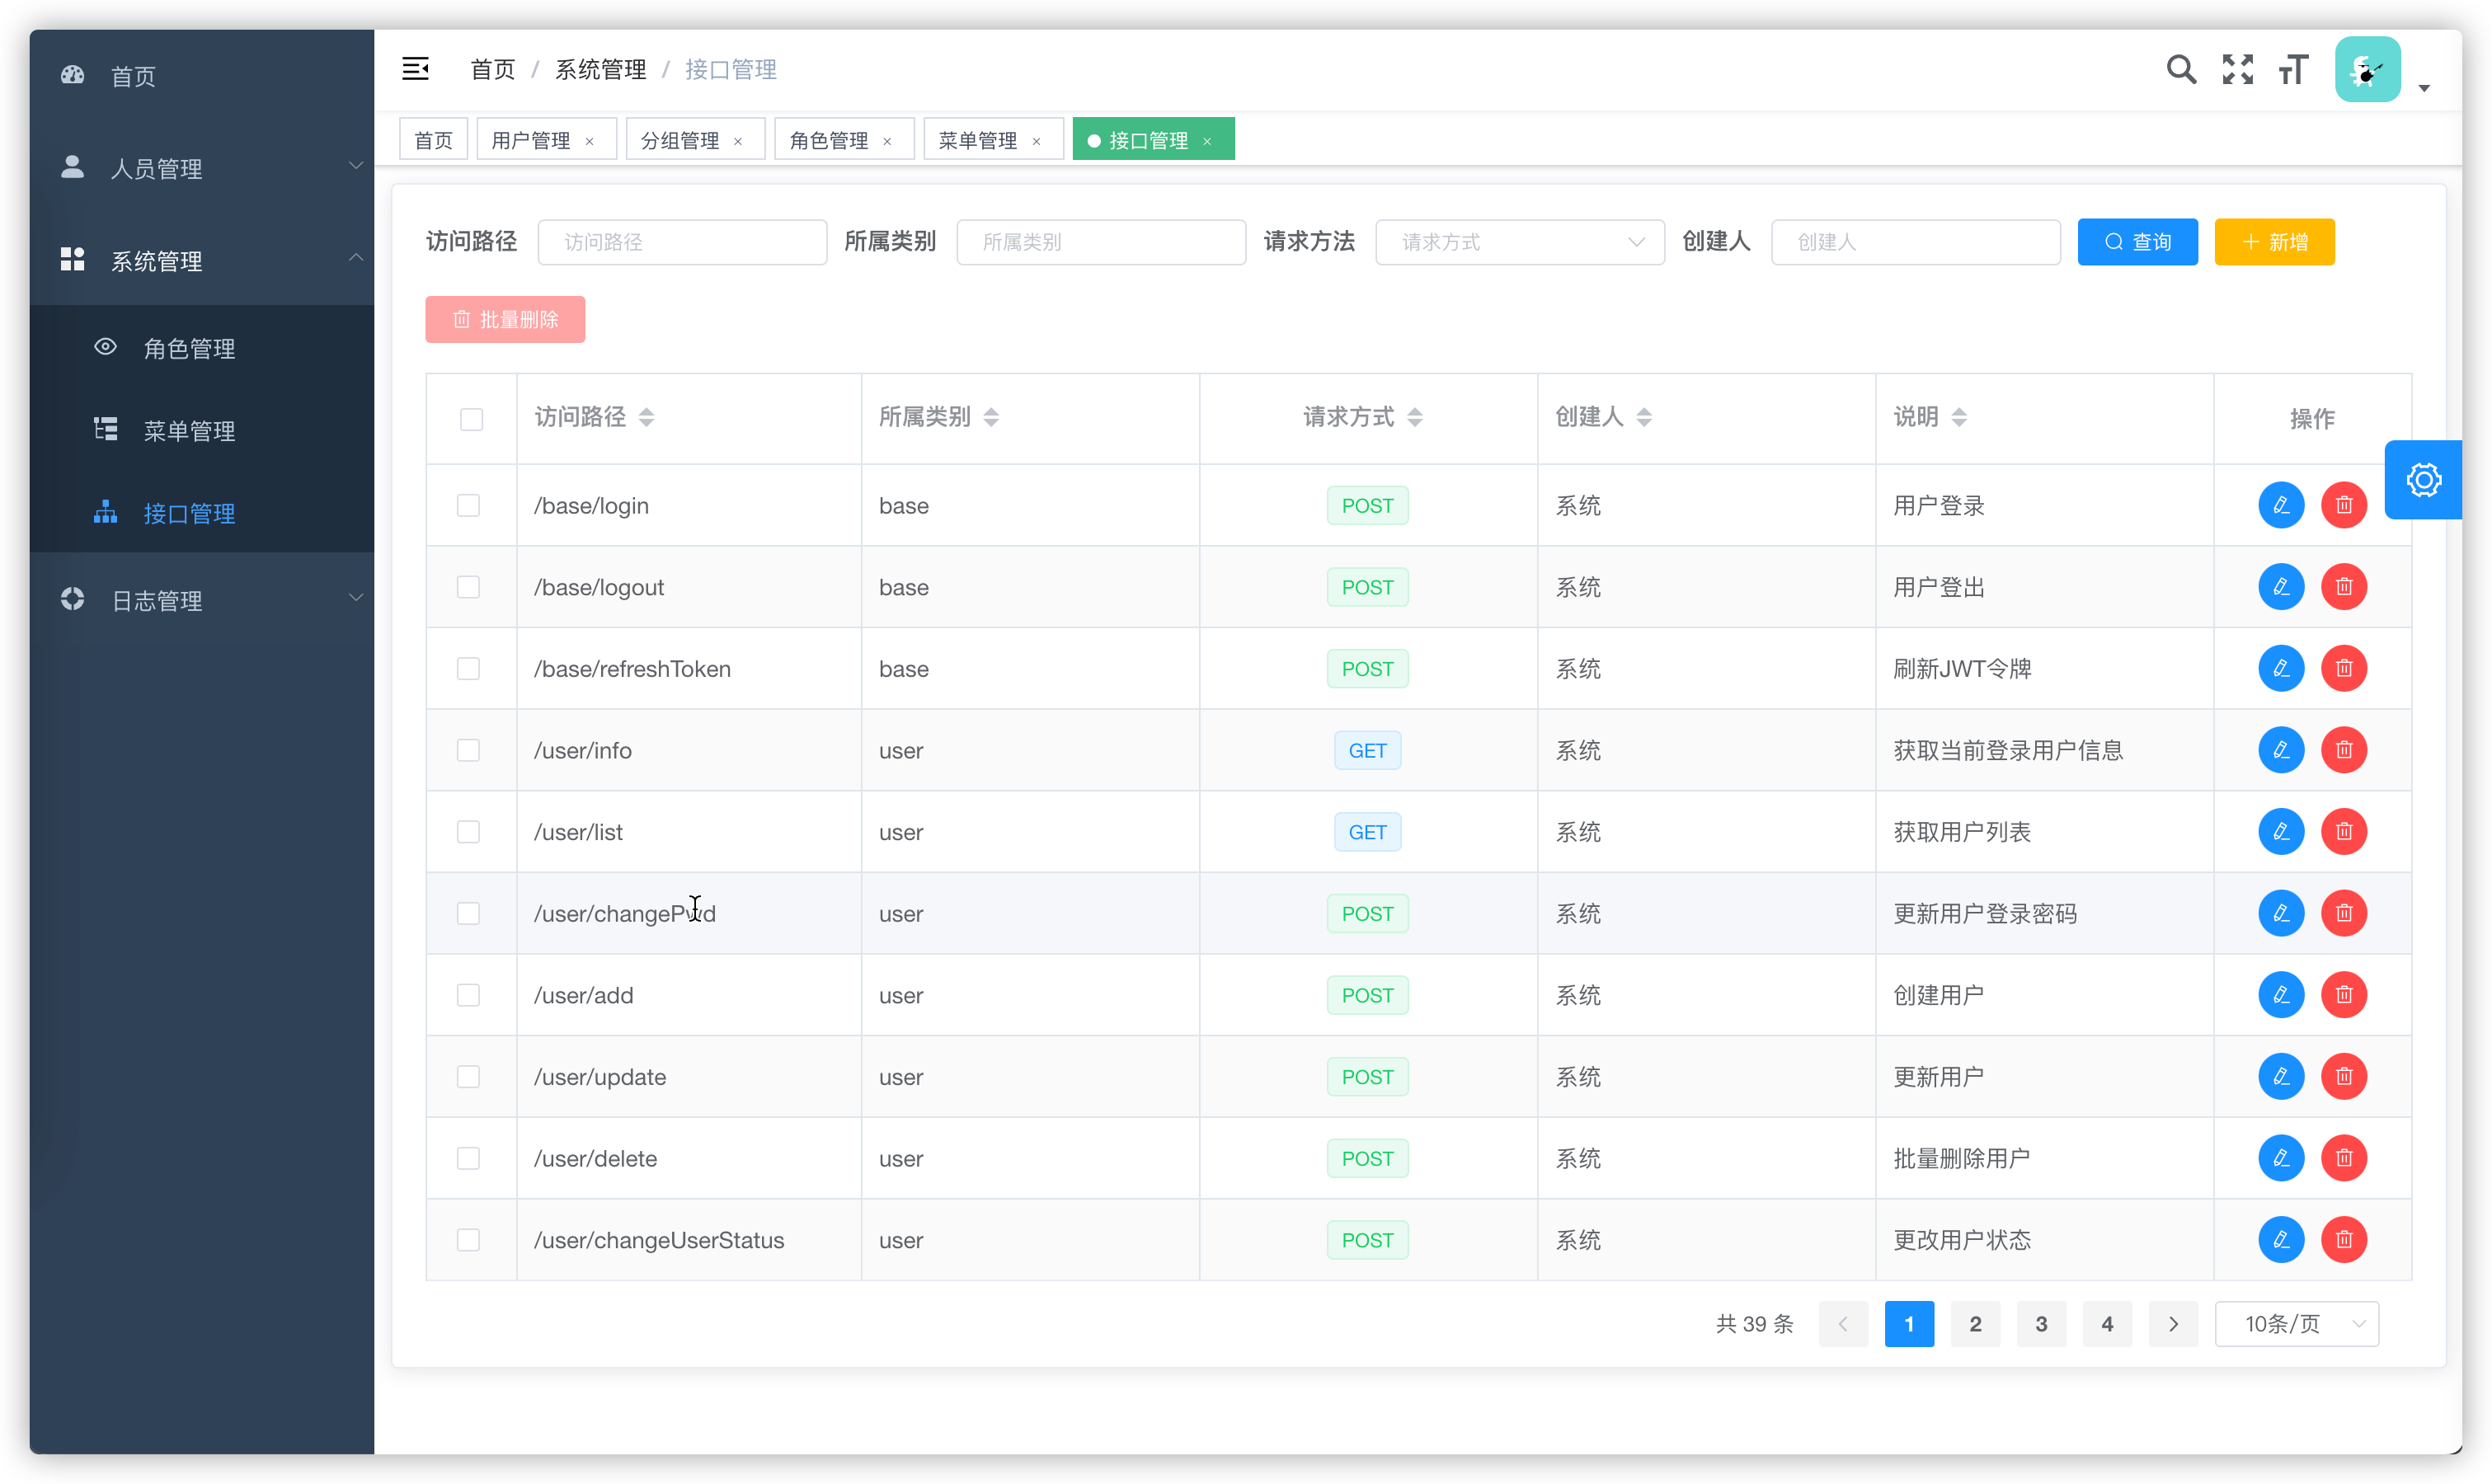 首页
人员管理
系统管理
角色管理
菜单管理
接口管理
日志管理
首页 / 系统管理 / 接口管理
首页 用户管理 × 分组管理 × 角色管理 × 菜单管理 × 接口管理 ×
访问路径 访问路径 所属类别 所属类别 请求方法 请求方式 创建人 创建人 查询 新增
批量删除
访问路径 所属类别 请求方式 创建人 说明 操作
/base/login base POST 系统 用户登录
/base/logout base POST 系统 用户登出
/base/refreshToken base POST 系统 刷新JWT令牌
/user/info user GET 系统 获取当前登录用户信息
/user/list user GET 系统 获取用户列表
/user/changePwd user POST 系统 更新用户登录密码
/user/add user POST 系统 创建用户
/user/update user POST 系统 更新用户
/user/delete user POST 系统 批量删除用户
/user/changeUserStatus user POST 系统 更改用户状态
共 39 条 1 2 3 4 10条/页